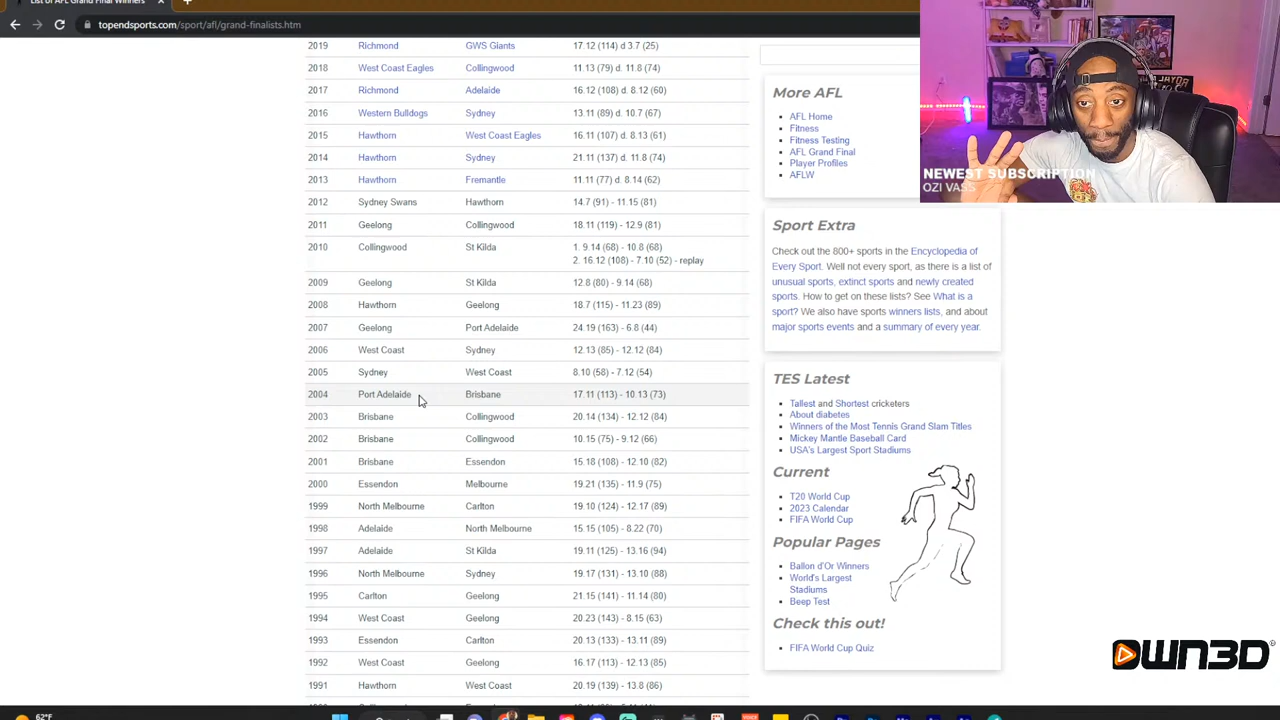 List of AFL Grand Final Winners
topendsports.com/sport/afl/grand-finalists.htm
2019 Richmond GWS Giants 17.12 (114) d 3.7 (25)
2018 West Coast Eagles Collingwood 11.13 (79) d. 11.8 (74)
2017 Richmond Adelaide 16.12 (108) d. 8.12 (60)
2016 Western Bulldogs Sydney 13.11 (89) d. 10.7 (67)
2015 Hawthorn West Coast Eagles 16.11 (107) d. 8.13 (61)
2014 Hawthorn Sydney 21.11 (137) d. 11.8 (74)
2013 Hawthorn Fremantle 11.11 (77) d. 8.14 (62)
2012 Sydney Swans Hawthorn 14.7 (91) - 11.15 (81)
2011 Geelong Collingwood 18.11 (119) - 12.9 (81)
2010 Collingwood St Kilda 1. 9.14 (68) - 10.8 (68)
2. 16.12 (108) - 7.10 (52) - replay
2009 Geelong St Kilda 12.8 (80) - 9.14 (68)
2008 Hawthorn Geelong 18.7 (115) - 11.23 (89)
2007 Geelong Port Adelaide 24.19 (163) - 6.8 (44)
2006 West Coast Sydney 12.13 (85) - 12.12 (84)
2005 Sydney West Coast 8.10 (58) - 7.12 (54)
2004 Port Adelaide Brisbane 17.11 (113) - 10.13 (73)
2003 Brisbane Collingwood 20.14 (134) - 12.12 (84)
2002 Brisbane Collingwood 10.15 (75) - 9.12 (66)
2001 Brisbane Essendon 15.18 (108) - 12.10 (82)
2000 Essendon Melbourne 19.21 (135) - 11.9 (75)
1999 North Melbourne Carlton 19.10 (124) - 12.17 (89)
1998 Adelaide North Melbourne 15.15 (105) - 8.22 (70)
1997 Adelaide St Kilda 19.11 (125) - 13.16 (94)
1996 North Melbourne Sydney 19.17 (131) - 13.10 (88)
1995 Carlton Geelong 21.15 (141) - 11.14 (80)
1994 West Coast Geelong 20.23 (143) - 8.15 (63)
1993 Essendon Carlton 20.13 (133) - 13.11 (89)
1992 West Coast Geelong 16.17 (113) - 12.13 (85)
1991 Hawthorn West Coast 20.19 (139) - 13.8 (86)
More AFL
AFL Home
Fitness
Fitness Testing
AFL Grand Final
Player Profiles
AFLW
Sport Extra
Check out the 800+ sports in the Encyclopedia of
Every Sport. Well not every sport, as there is a list of
unusual sports, extinct sports and newly created
sports. How to get on these lists? See What is a
sport? We also have sports winners lists, and about
major sports events and a summary of every year.
TES Latest
Tallest and Shortest cricketers
About diabetes
Winners of the Most Tennis Grand Slam Titles
Mickey Mantle Baseball Card
USA's Largest Sport Stadiums
Current
T20 World Cup
2023 Calendar
FIFA World Cup
Popular Pages
Ballon d'Or Winners
World's Largest
Stadiums
Beep Test
Check this out!
FIFA World Cup Quiz
NEWEST SUBSCRIPTION
OZI VASS
OWN3D
62°F